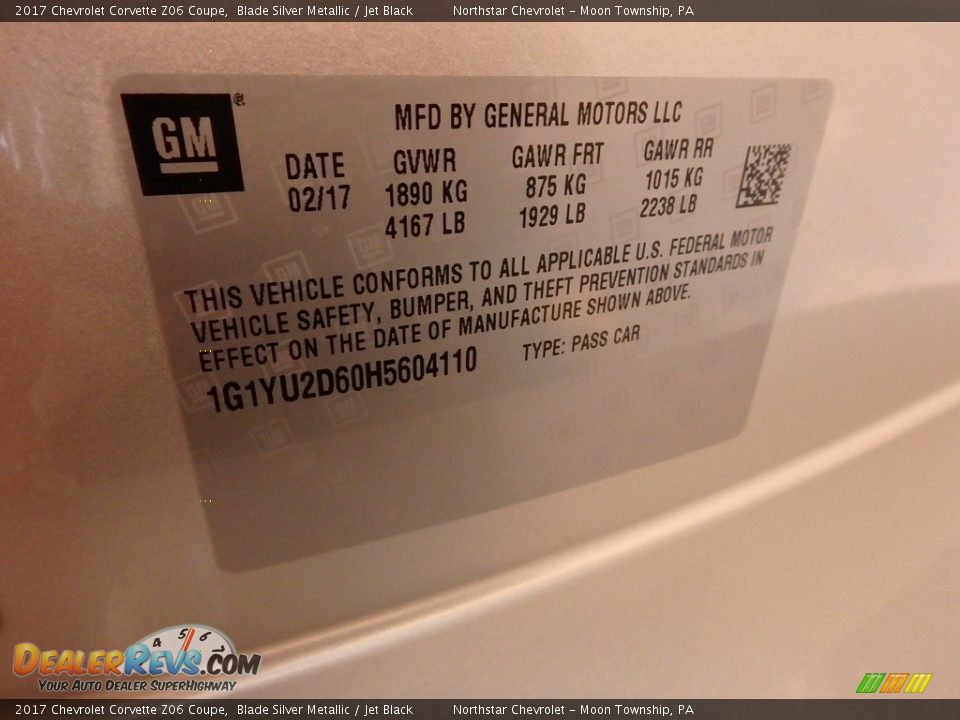 2017 Chevrolet Corvette Z06 Coupe, Blade Silver Metallic / Jet Black Northstar Chevrolet - Moon Township, PA
GM ®
MFD BY GENERAL MOTORS LLC
DATE GVWR GAWR FRT GAWR RR
02/17 1890 KG 875 KG 1015 KG
4167 LB 1929 LB 2238 LB
THIS VEHICLE CONFORMS TO ALL APPLICABLE U.S. FEDERAL MOTOR
VEHICLE SAFETY, BUMPER, AND THEFT PREVENTION STANDARDS IN
EFFECT ON THE DATE OF MANUFACTURE SHOWN ABOVE.
1G1YU2D60H5604110 TYPE: PASS CAR
4 5 6 7
DEALERREVS.COM
YOUR AUTO DEALER SUPERHIGHWAY
2017 Chevrolet Corvette Z06 Coupe, Blade Silver Metallic / Jet Black Northstar Chevrolet - Moon Township, PA